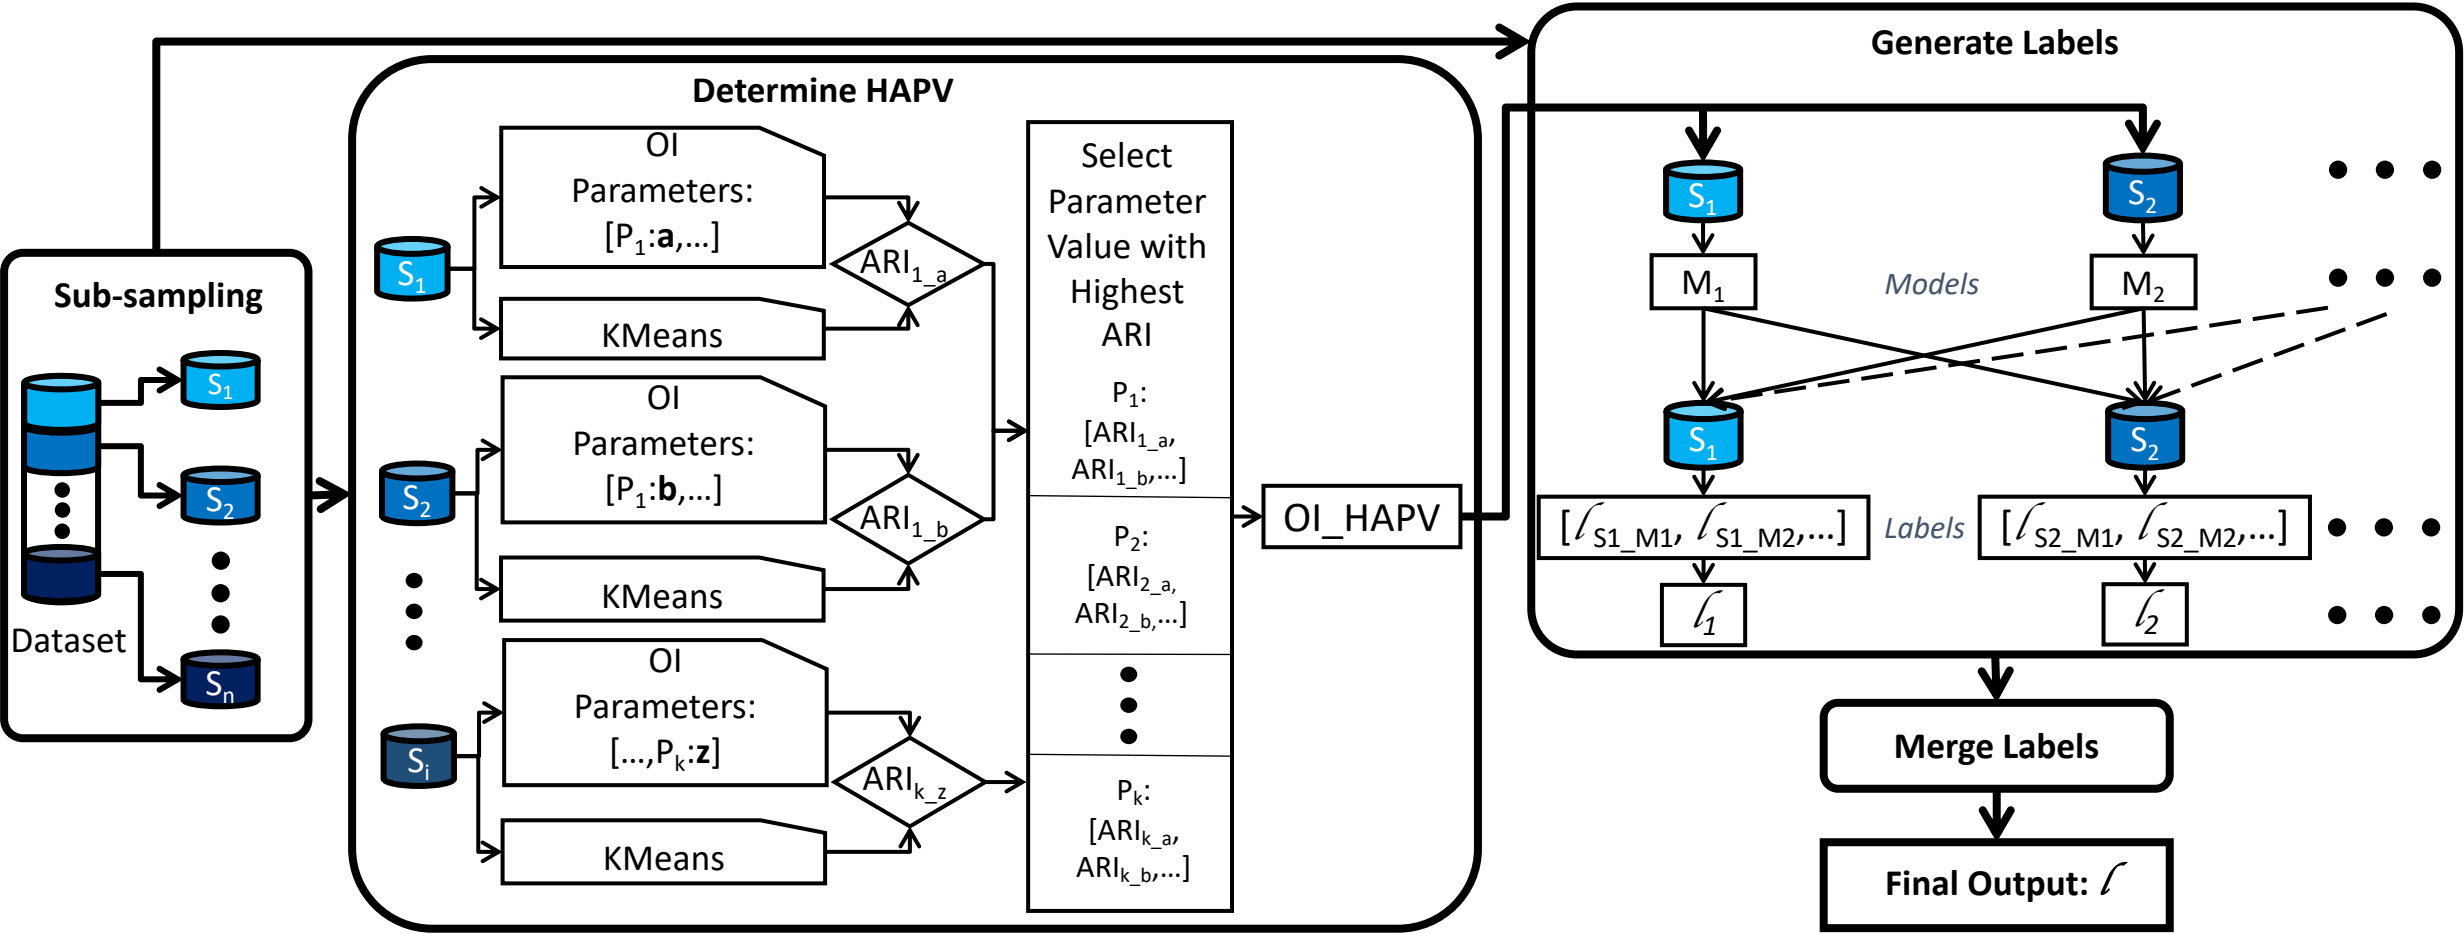 Sub-sampling
S1
S2
Sn
Dataset
Determine HAPV
S1
OI
Parameters:
[P1:a,...]
KMeans
ARI1_a
S2
OI
Parameters:
[P1:b,...]
KMeans
ARI1_b
Si
OI
Parameters:
[...,Pk:z]
KMeans
ARIk_z
Select
Parameter
Value with
Highest
ARI
P1:
[ARI1_a,
ARI1_b,...]
P2:
[ARI2_a,
ARI2_b,...]
Pk:
[ARIk_a,
ARIk_b,...]
OI_HAPV
Generate Labels
S1
S2
M1
Models
M2
S1
S2
[lS1_M1, lS1_M2,...]
Labels
[lS2_M1, lS2_M2,...]
l1
l2
Merge Labels
Final Output: l